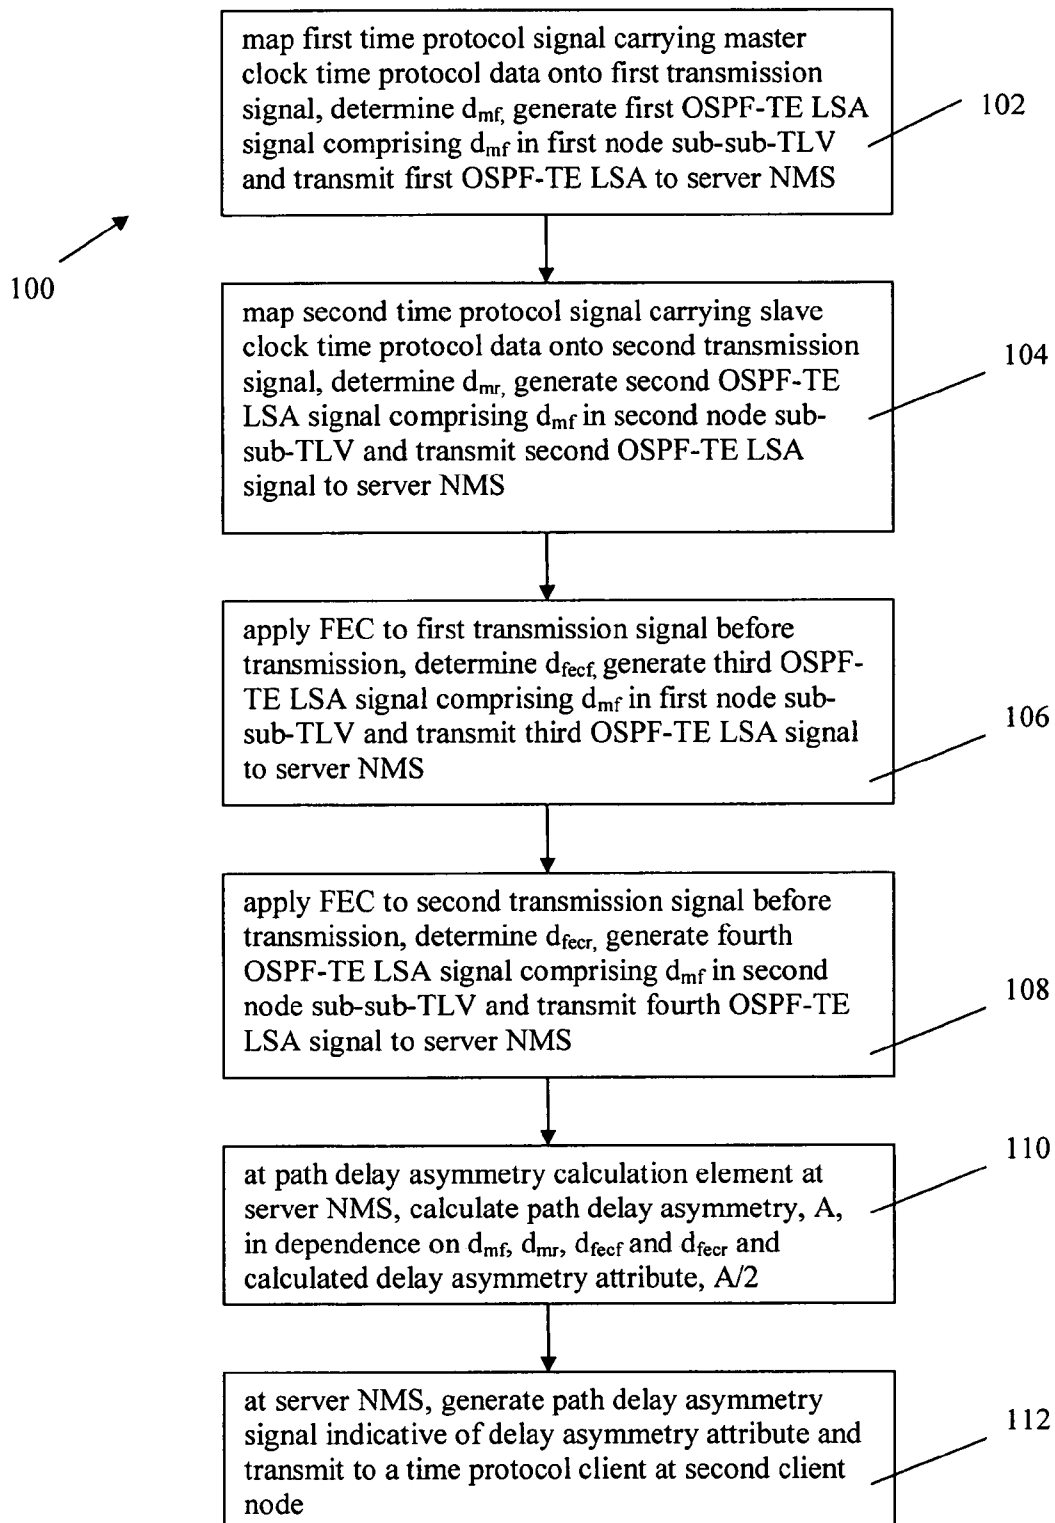 map first time protocol signal carrying master
clock time protocol data onto first transmission
signal, determine dmf, generate first OSPF-TE LSA
signal comprising dmf in first node sub-sub-TLV
and transmit first OSPF-TE LSA to server NMS
102
100
map second time protocol signal carrying slave
clock time protocol data onto second transmission
signal, determine dmr, generate second OSPF-TE
LSA signal comprising dmf in second node sub-
sub-TLV and transmit second OSPF-TE LSA
signal to server NMS
104
apply FEC to first transmission signal before
transmission, determine dfecf, generate third OSPF-
TE LSA signal comprising dmf in first node sub-
sub-TLV and transmit third OSPF-TE LSA signal
to server NMS
106
apply FEC to second transmission signal before
transmission, determine dfecr, generate fourth
OSPF-TE LSA signal comprising dmf in second
node sub-sub-TLV and transmit fourth OSPF-TE
LSA signal to server NMS
108
at path delay asymmetry calculation element at
server NMS, calculate path delay asymmetry, A,
in dependence on dmf, dmr, dfecf and dfecr and
calculated delay asymmetry attribute, A/2
110
at server NMS, generate path delay asymmetry
signal indicative of delay asymmetry attribute and
transmit to a time protocol client at second client
node
112